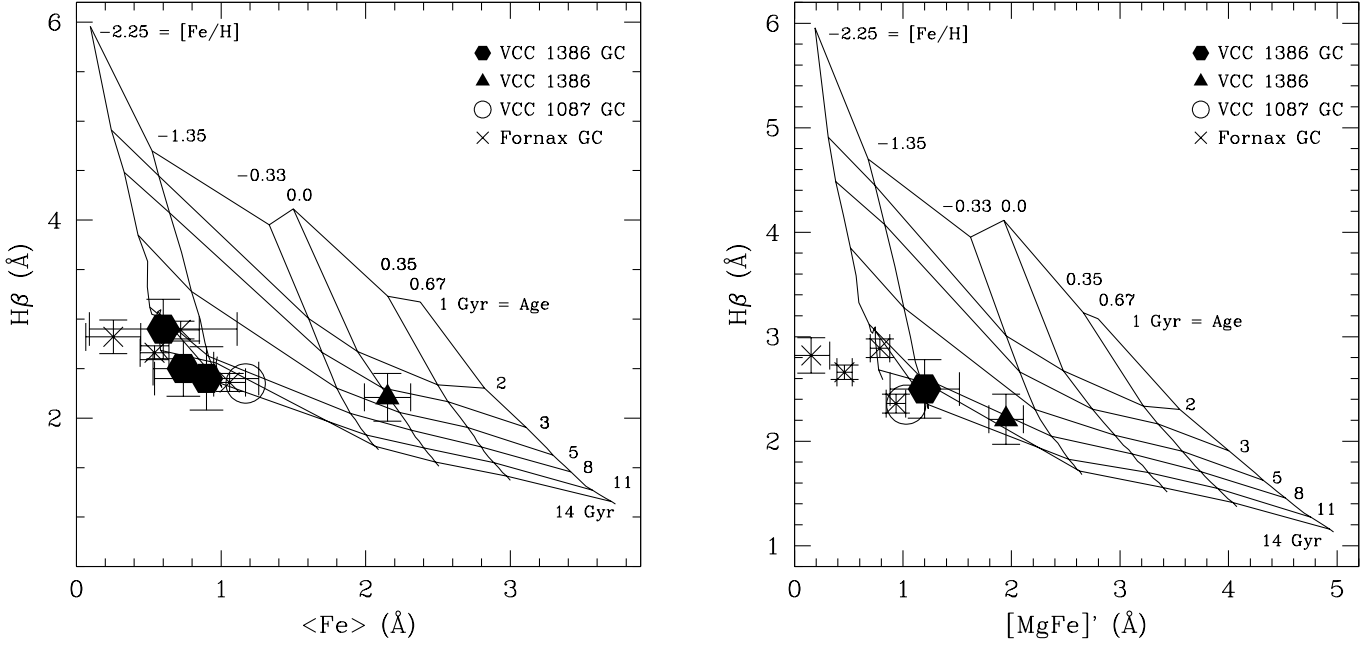 −2.25 = [Fe/H]
VCC 1386 GC
VCC 1386
VCC 1087 GC
Fornax GC
−1.35
−0.33
0.0
0.35
0.67
1 Gyr = Age
2
3
5
8
11
14 Gyr
6
4
2
0
1
2
3
Hβ (Å)
<Fe> (Å)
−2.25 = [Fe/H]
VCC 1386 GC
VCC 1386
VCC 1087 GC
Fornax GC
−1.35
−0.33 0.0
0.35
0.67
1 Gyr = Age
2
3
5
8
11
14 Gyr
6
5
4
3
2
1
0
1
2
3
4
5
Hβ (Å)
[MgFe]' (Å)